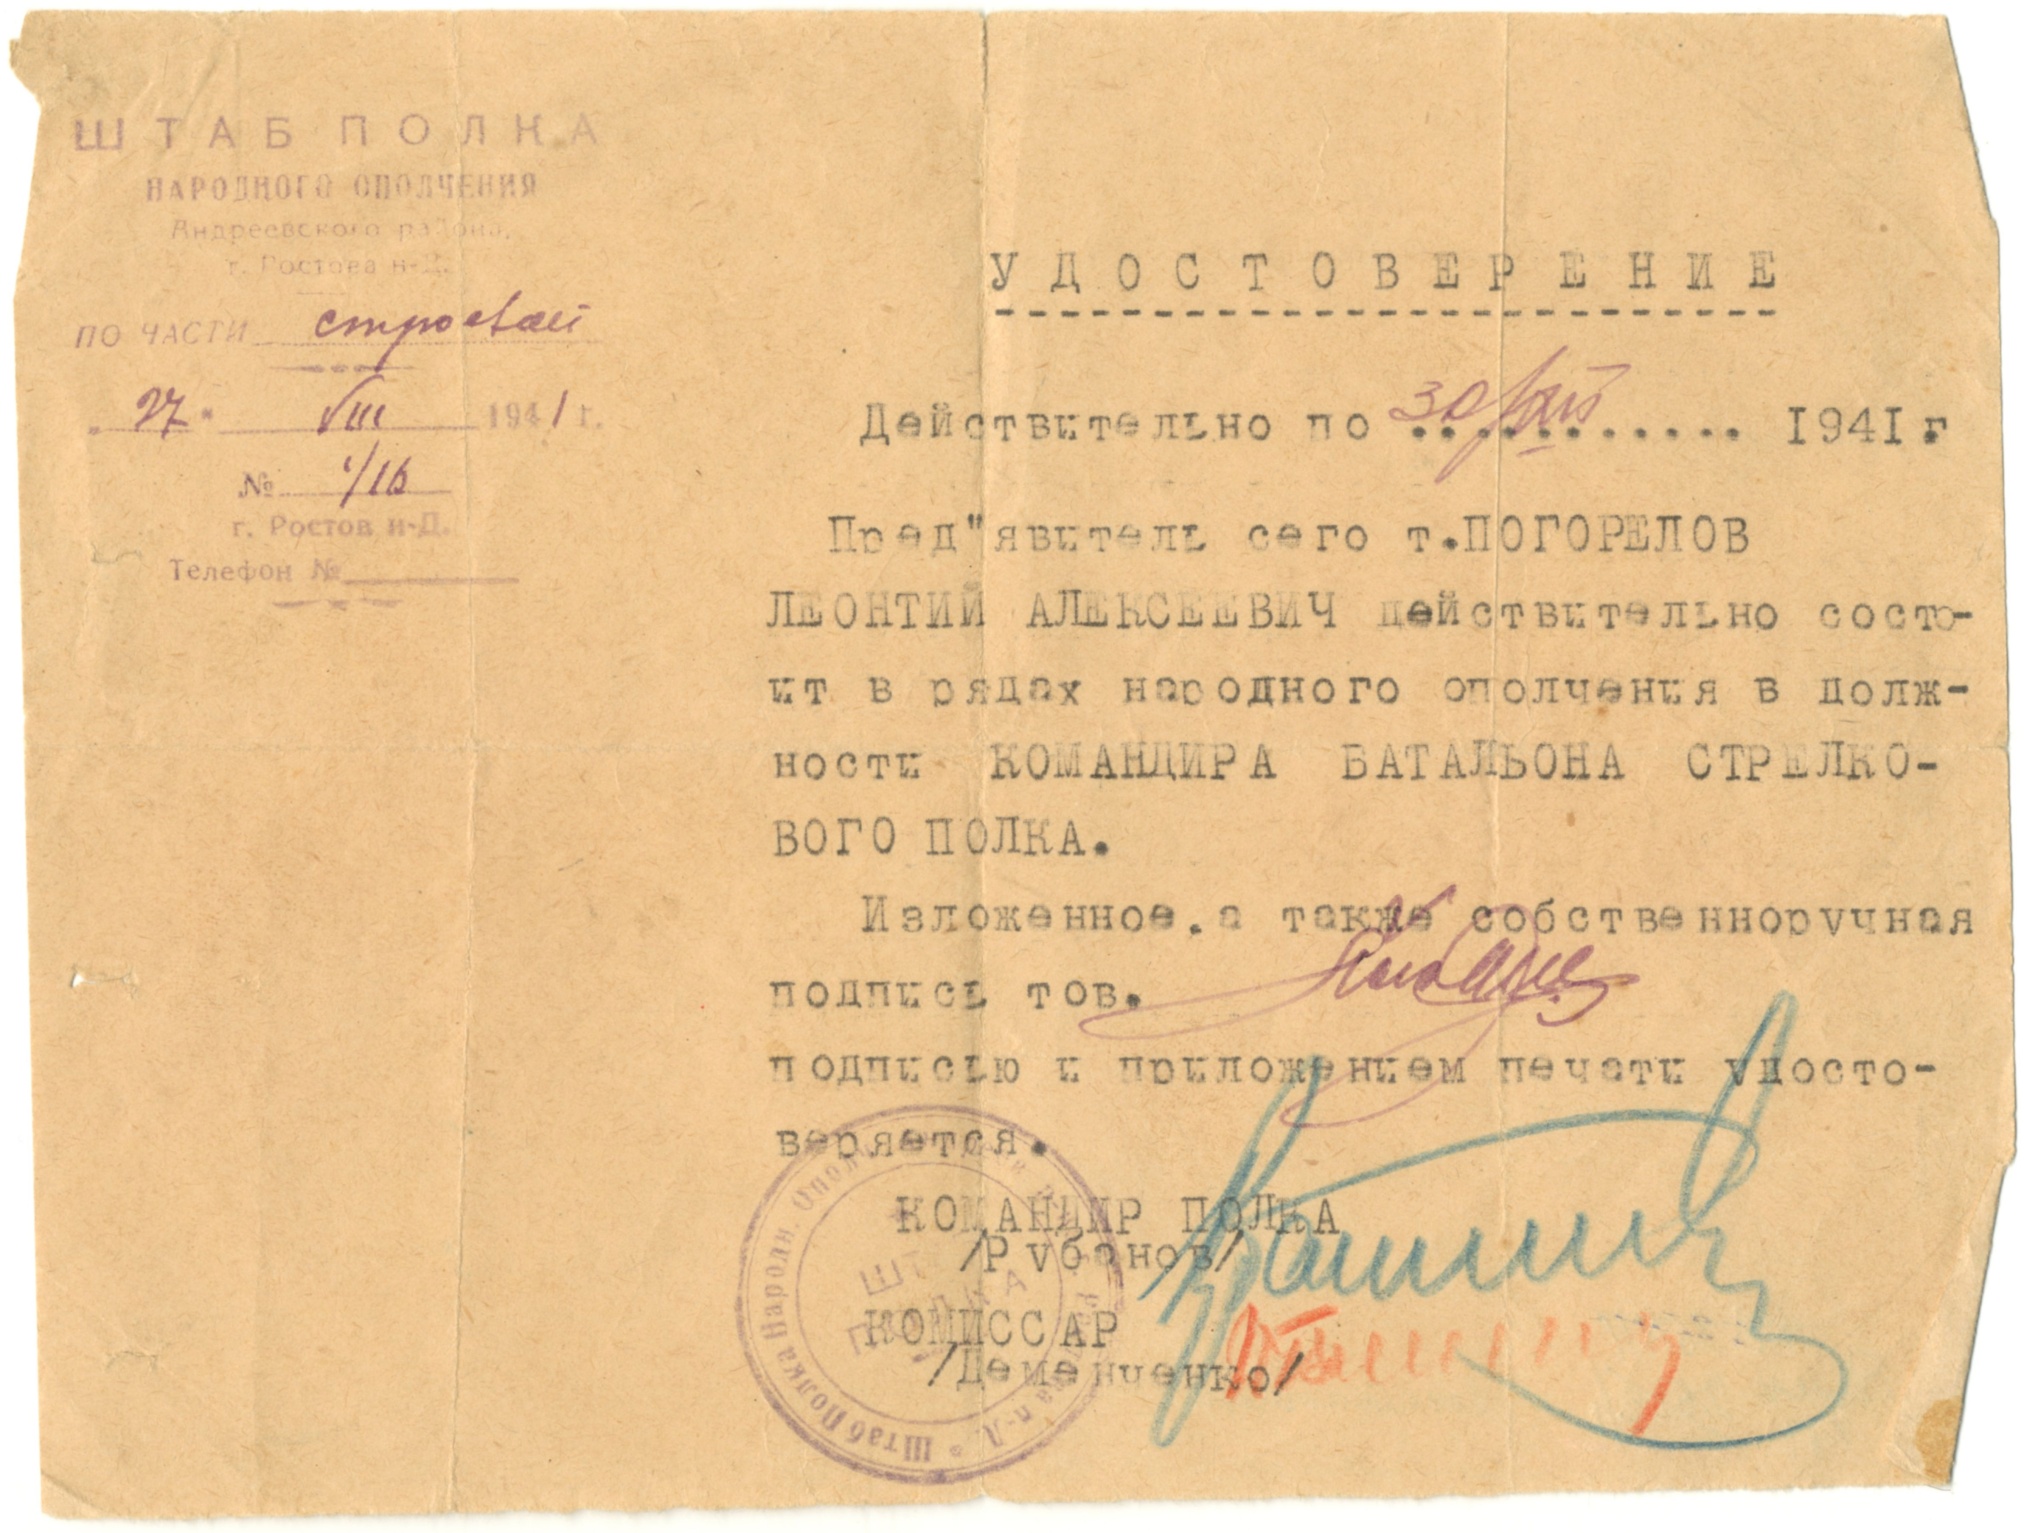 ШТАБ ПОЛКА
НАРОДНОГО ОПОЛЧЕНИЯ
Андреевского района,
г. Ростова н-Д.
ПО ЧАСТИ строевой
"27" VIII 1941 г.
№ 1/16
г. Ростов н-Д.
Телефон №
УДОСТОВЕРЕНИЕ
Действительно по 30 ........... 1941 г
Пред"явитель сего т.ПОГОРЕЛОВ
ЛЕОНТИЙ АЛЕКСЕЕВИЧ действительно состо-
ит в рядах народного ополчения в долж-
ности КОМАНДИРА БАТАЛЬОНА СТРЕЛКО-
ВОГО ПОЛКА.
Изложенное, а также собственноручная
подпись тов.
подписью и приложением печати удосто-
веряется.
КОМАНДИР ПОЛКА
/Рубанов/
КОМИССАР
/Деменченко/
Штаб Полка Народн. Опол
ШТАБ
ПОЛКА